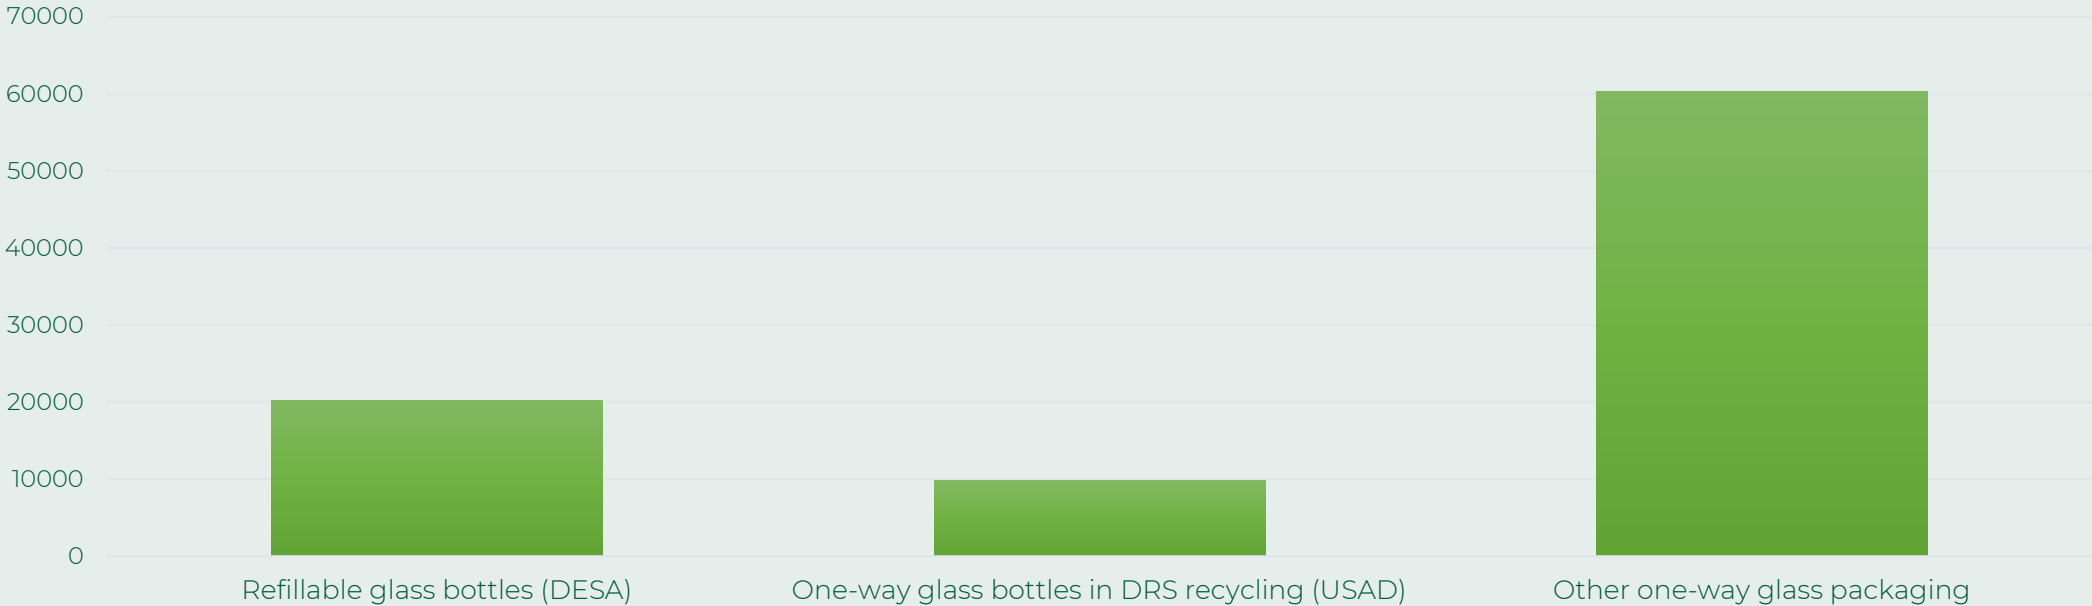 70000
60000
50000
40000
30000
20000
10000
0
Refillable glass bottles (DESA)
One-way glass bottles in DRS recycling (USAD)
Other one-way glass packaging